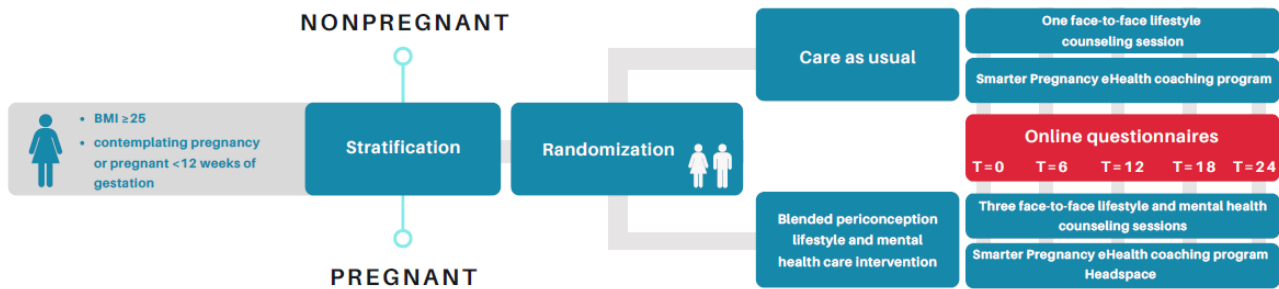 NONPREGNANT
• BMI ≥25
• contemplating pregnancy
or pregnant <12 weeks of
gestation
Stratification
PREGNANT
Randomization
Care as usual
One face-to-face lifestyle
counseling session
Smarter Pregnancy eHealth coaching program
Online questionnaires
T=0 T=6 T=12 T=18 T=24
Blended periconception
lifestyle and mental
health care intervention
Three face-to-face lifestyle and mental health
counseling sessions
Smarter Pregnancy eHealth coaching program
Headspace